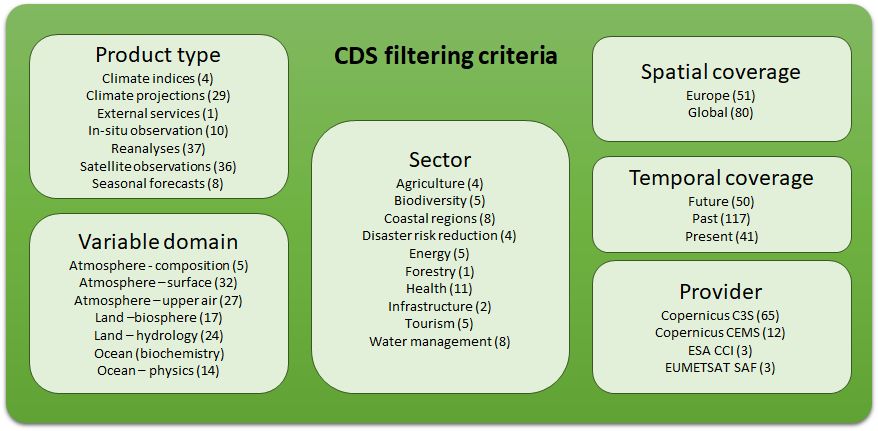 CDS filtering criteria
Product type
Climate indices (4)
Climate projections (29)
External services (1)
In-situ observation (10)
Reanalyses (37)
Satellite observations (36)
Seasonal forecasts (8)
Variable domain
Atmosphere - composition (5)
Atmosphere – surface (32)
Atmosphere – upper air (27)
Land –biosphere (17)
Land – hydrology (24)
Ocean (biochemistry)
Ocean – physics (14)
Sector
Agriculture (4)
Biodiversity (5)
Coastal regions (8)
Disaster risk reduction (4)
Energy (5)
Forestry (1)
Health (11)
Infrastructure (2)
Tourism (5)
Water management (8)
Spatial coverage
Europe (51)
Global (80)
Temporal coverage
Future (50)
Past (117)
Present (41)
Provider
Copernicus C3S (65)
Copernicus CEMS (12)
ESA CCI (3)
EUMETSAT SAF (3)